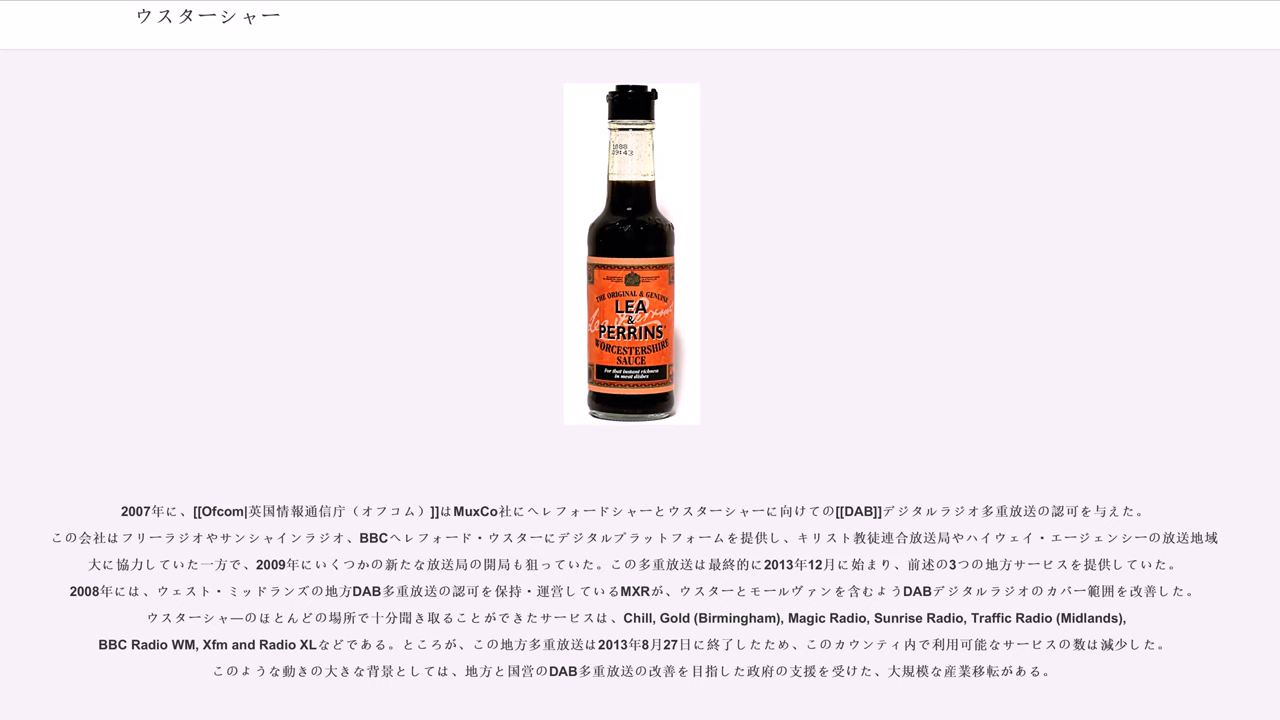 ウスターシャー
1888
29:43
THE ORIGINAL & GENUINE
LEA
&
PERRINS
WORCESTERSHIRE
SAUCE
For that instant richness
in meat dishes
2007年に、[[Ofcom|英国情報通信庁（オフコム）]]はMuxCo社にヘレフォードシャーとウスターシャーに向けての[[DAB]]デジタルラジオ多重放送の認可を与えた。
この会社はフリーラジオやサンシャインラジオ、BBCヘレフォード・ウスターにデジタルプラットフォームを提供し、キリスト教徒連合放送局やハイウェイ・エージェンシーの放送地域
大に協力していた一方で、2009年にいくつかの新たな放送局の開局も狙っていた。この多重放送は最終的に2013年12月に始まり、前述の3つの地方サービスを提供していた。
2008年には、ウェスト・ミッドランズの地方DAB多重放送の認可を保持・運営しているMXRが、ウスターとモールヴァンを含むようDABデジタルラジオのカバー範囲を改善した。
ウスターシャ―のほとんどの場所で十分聞き取ることができたサービスは、Chill, Gold (Birmingham), Magic Radio, Sunrise Radio, Traffic Radio (Midlands),
BBC Radio WM, Xfm and Radio XLなどである。ところが、この地方多重放送は2013年8月27日に終了したため、このカウンティ内で利用可能なサービスの数は減少した。
このような動きの大きな背景としては、地方と国営のDAB多重放送の改善を目指した政府の支援を受けた、大規模な産業移転がある。